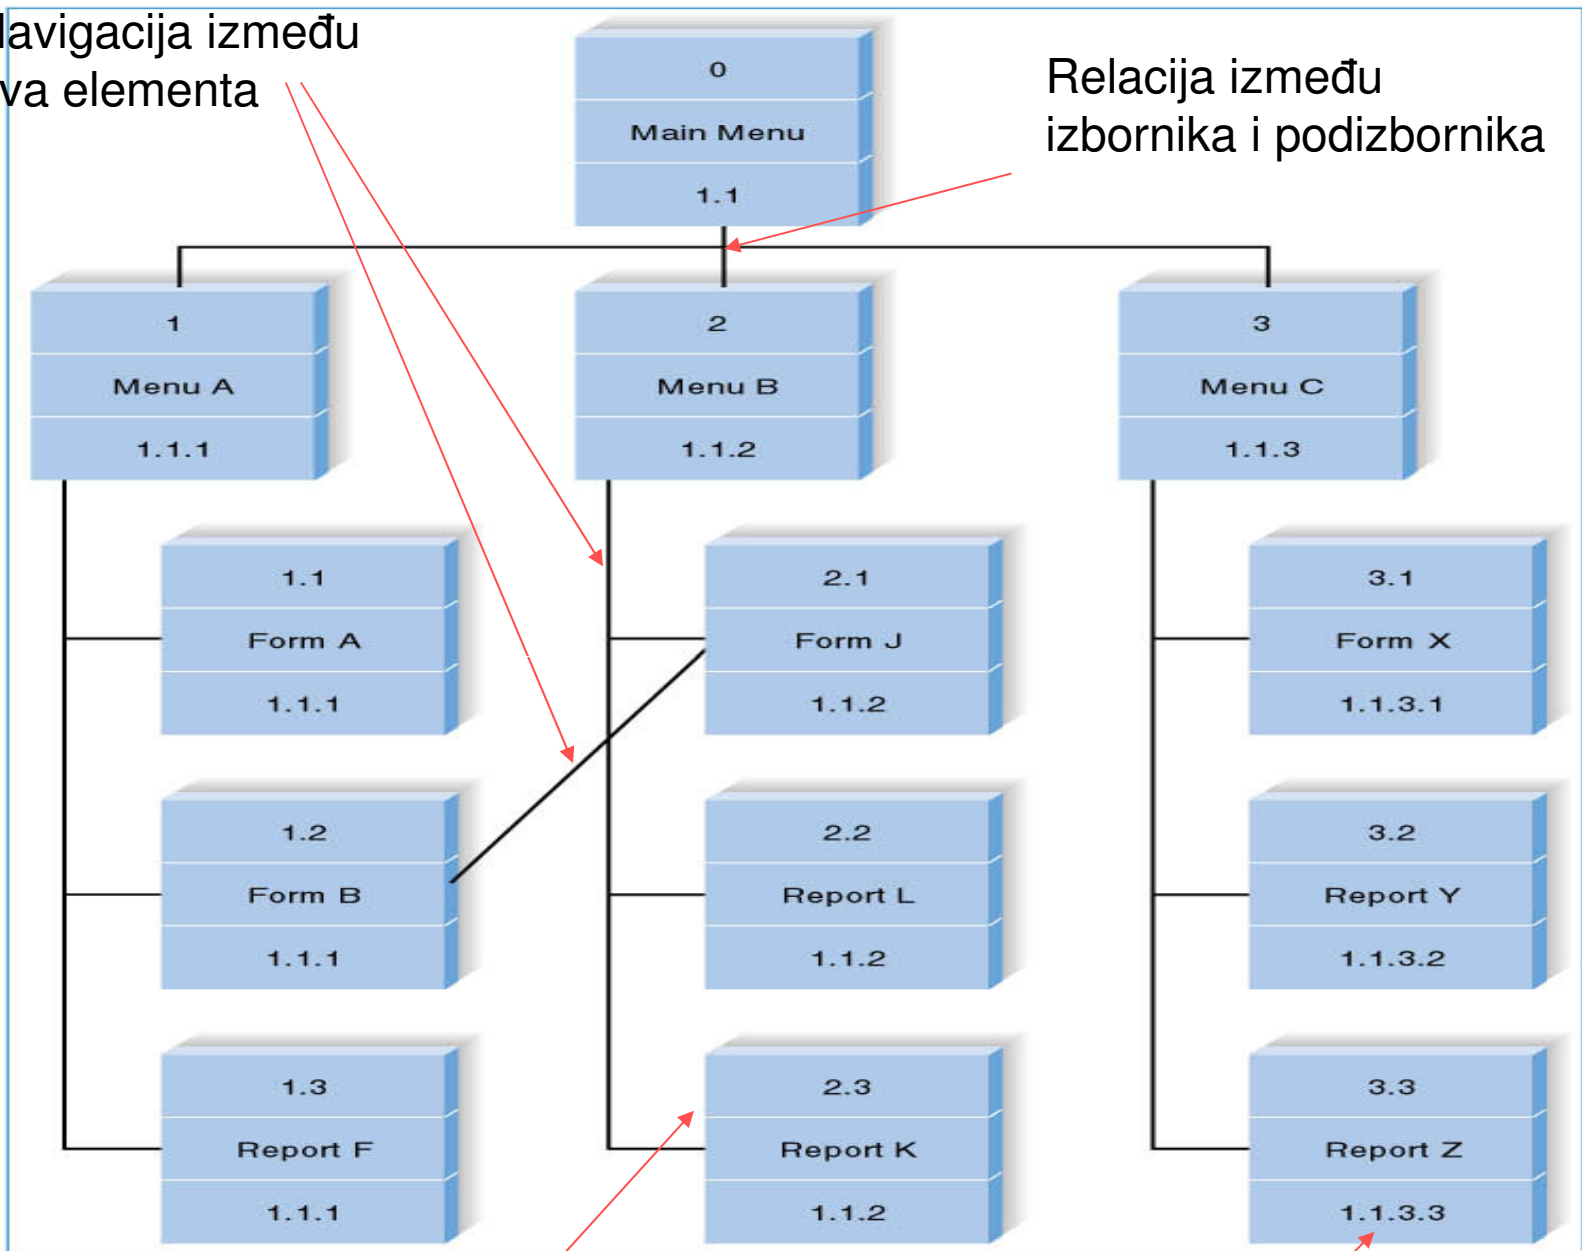 lavigacija između
va elementa
Relacija između
izbornika i podizbornika
0
Main Menu
1.1
1
Menu A
1.1.1
2
Menu B
1.1.2
3
Menu C
1.1.3
1.1
Form A
1.1.1
2.1
Form J
1.1.2
3.1
Form X
1.1.3.1
1.2
Form B
1.1.1
2.2
Report L
1.1.2
3.2
Report Y
1.1.3.2
1.3
Report F
1.1.1
2.3
Report K
1.1.2
3.3
Report Z
1.1.3.3